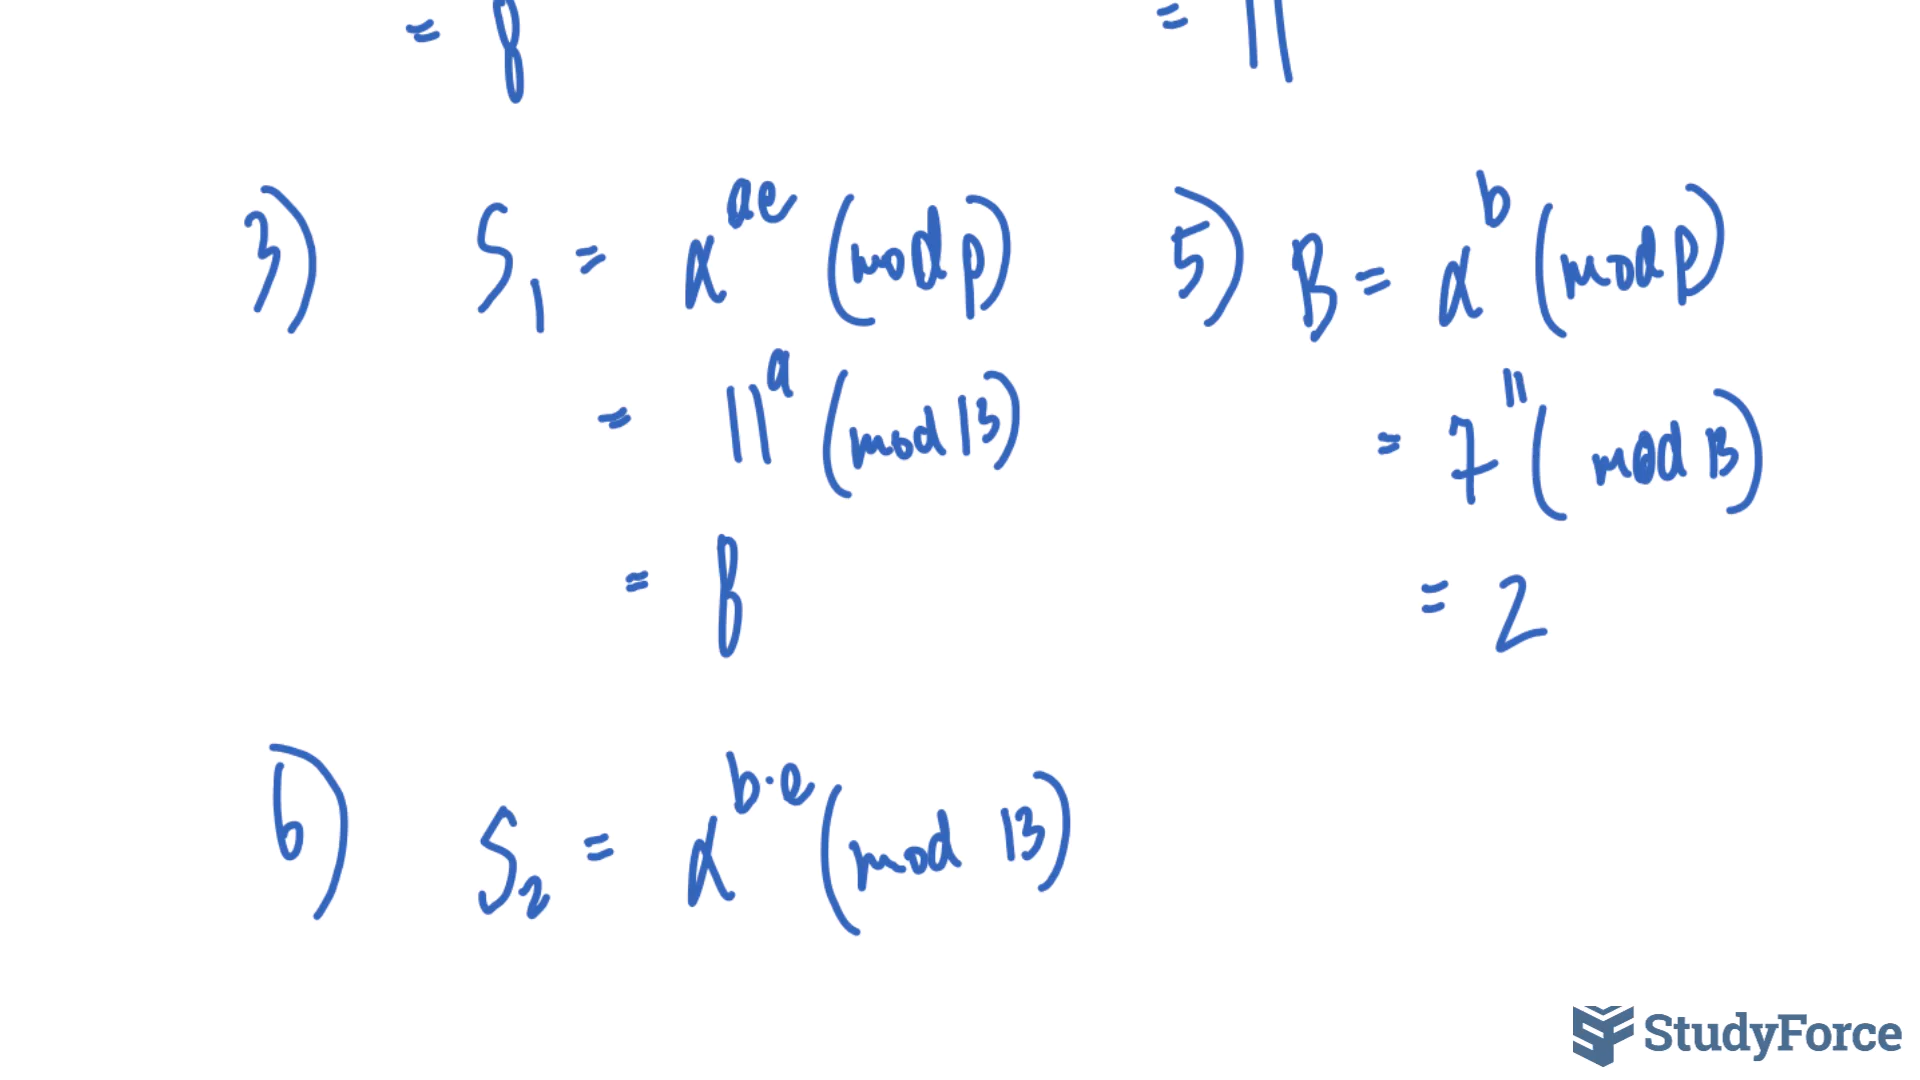 = 8
= 11
3) S₁ = α^{ae} (mod p)
= 11^{a} (mod 13)
= 8
5) B = α^{b} (mod p)
= 7^{11} (mod 13)
= 2
6) S₂ = α^{b·e} (mod 13)
StudyForce